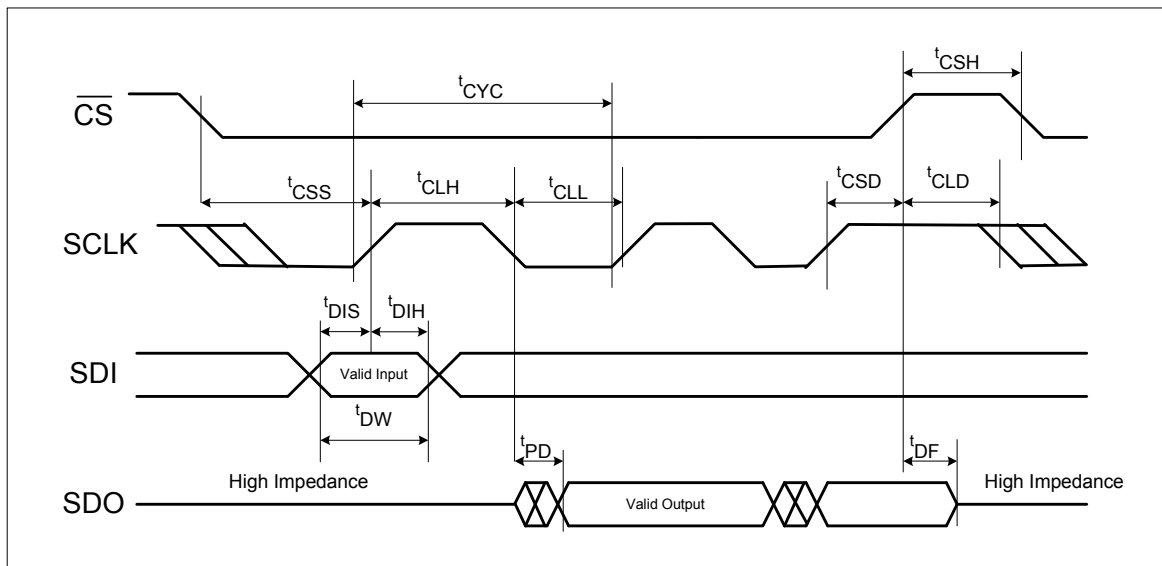 tCSH
tCYC
CS
tCSS
tCLH
tCLL
tCSD
tCLD
SCLK
tDIS
tDIH
SDI
Valid Input
tDW
tPD
tDF
High Impedance
High Impedance
SDO
Valid Output